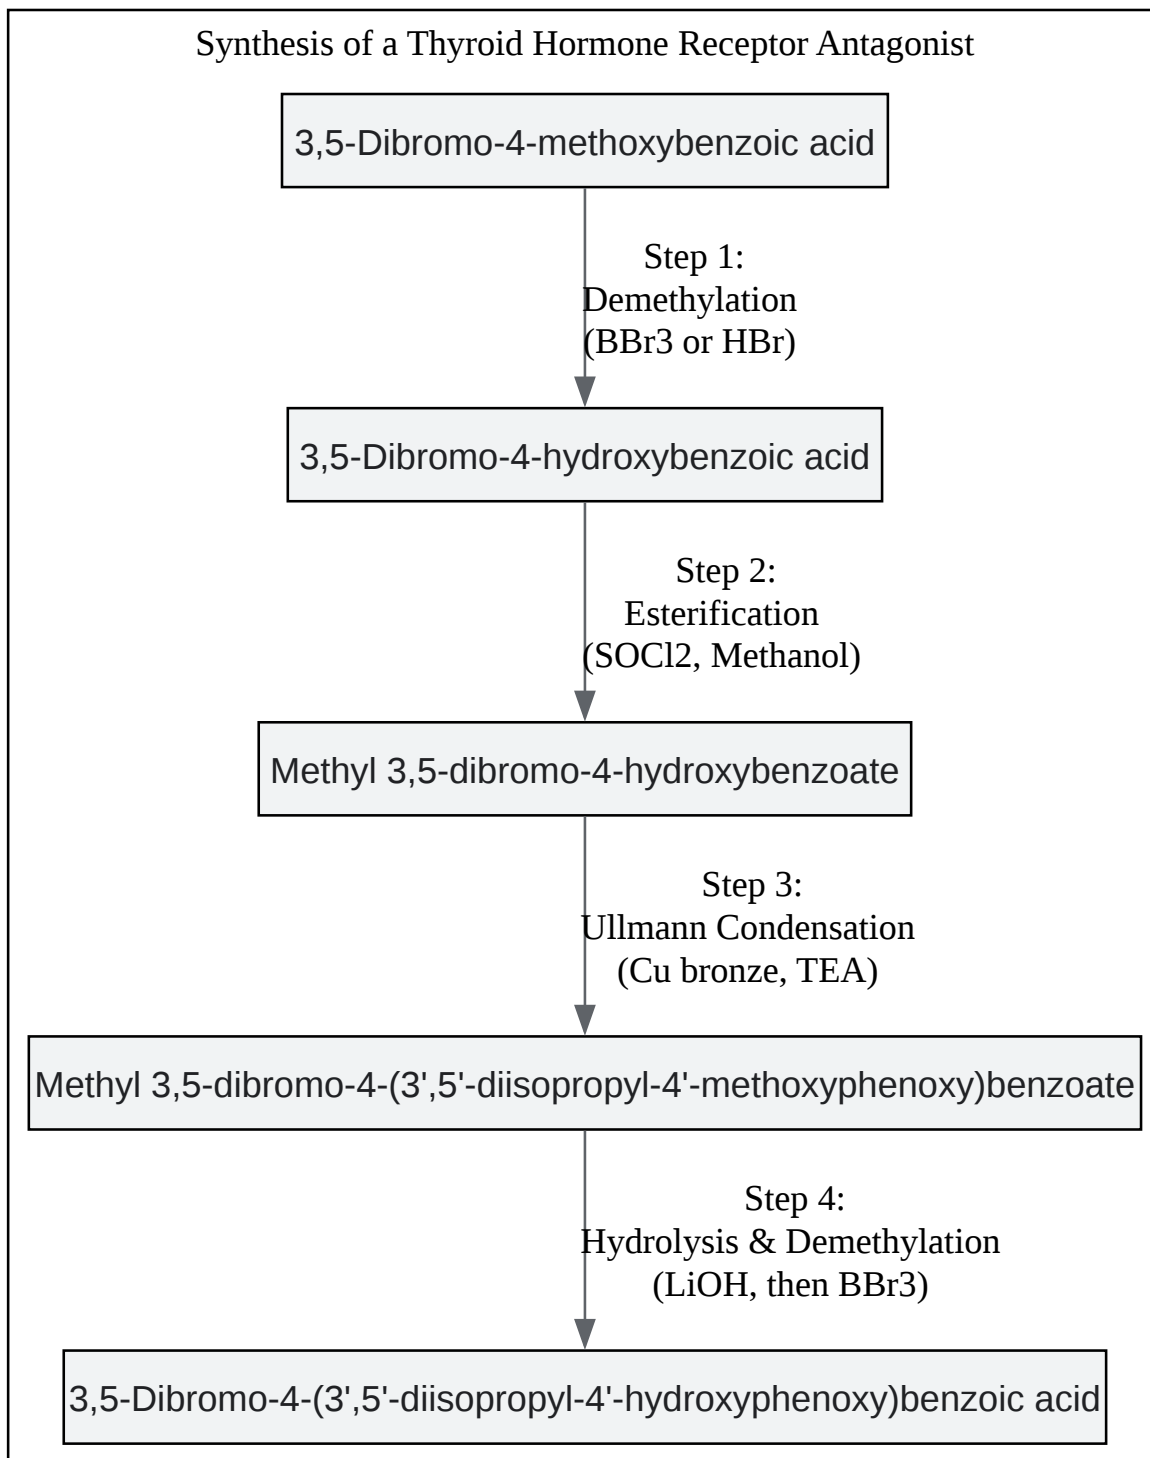 Synthesis of a Thyroid Hormone Receptor Antagonist
3,5-Dibromo-4-methoxybenzoic acid
Step 1:
Demethylation
(BBr3 or HBr)
3,5-Dibromo-4-hydroxybenzoic acid
Step 2:
Esterification
(SOCl2, Methanol)
Methyl 3,5-dibromo-4-hydroxybenzoate
Step 3:
Ullmann Condensation
(Cu bronze, TEA)
Methyl 3,5-dibromo-4-(3',5'-diisopropyl-4'-methoxyphenoxy)benzoate
Step 4:
Hydrolysis & Demethylation
(LiOH, then BBr3)
3,5-Dibromo-4-(3',5'-diisopropyl-4'-hydroxyphenoxy)benzoic acid